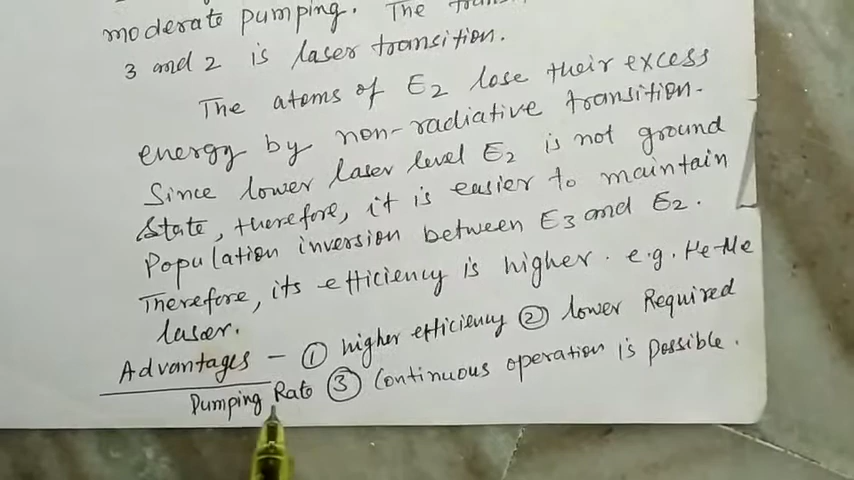 moderate pumping. The
3 and 2 is laser transition.
The atoms of E2 lose their excess
energy by non-radiative transition.
Since lower laser level E2 is not ground
state, therefore, it is easier to maintain
Population inversion between E3 and E2.
Therefore, its efficiency is higher. e.g. He-Ne
laser.
Advantages - ① higher efficiency ② lower Required
Pumping Rate ③ Continuous operation is possible.